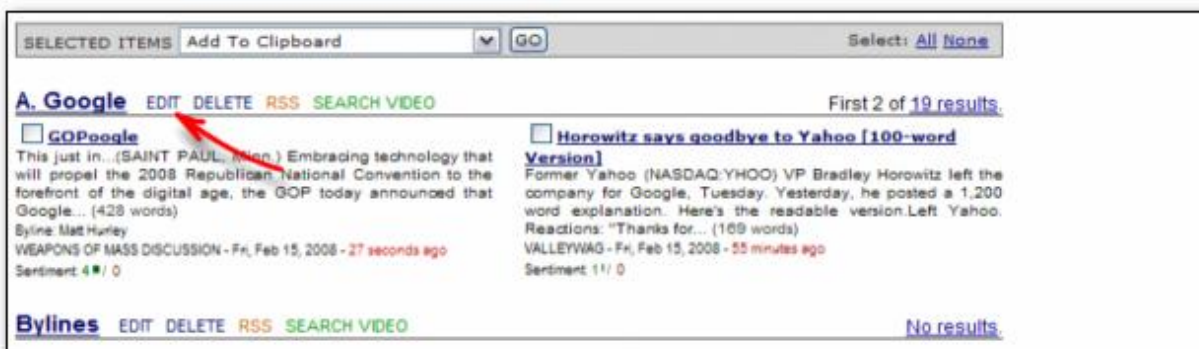 SELECTED ITEMS Add To Clipboard GO Select: All None
A. Google EDIT DELETE RSS SEARCH VIDEO First 2 of 19 results.
GOPoogle
This just in...(SAINT PAUL, Minn.) Embracing technology that
will propel the 2008 Republican National Convention to the
forefront of the digital age, the GOP today announced that
Google... (428 words)
Byline: Matt Hurley
WEAPONS OF MASS DISCUSSION - Fri, Feb 15, 2008 - 27 seconds ago
Sentiment: 4 / 0
Horowitz says goodbye to Yahoo [100-word
Version]
Former Yahoo (NASDAQ:YHOO) VP Bradley Horowitz left the
company for Google, Tuesday. Yesterday, he posted a 1,200
word explanation. Here's the readable version.Left Yahoo.
Reactions: "Thanks for... (169 words)
VALLEYWAG - Fri, Feb 15, 2008 - 55 minutes ago
Sentiment: 1 / 0
Bylines EDIT DELETE RSS SEARCH VIDEO No results.